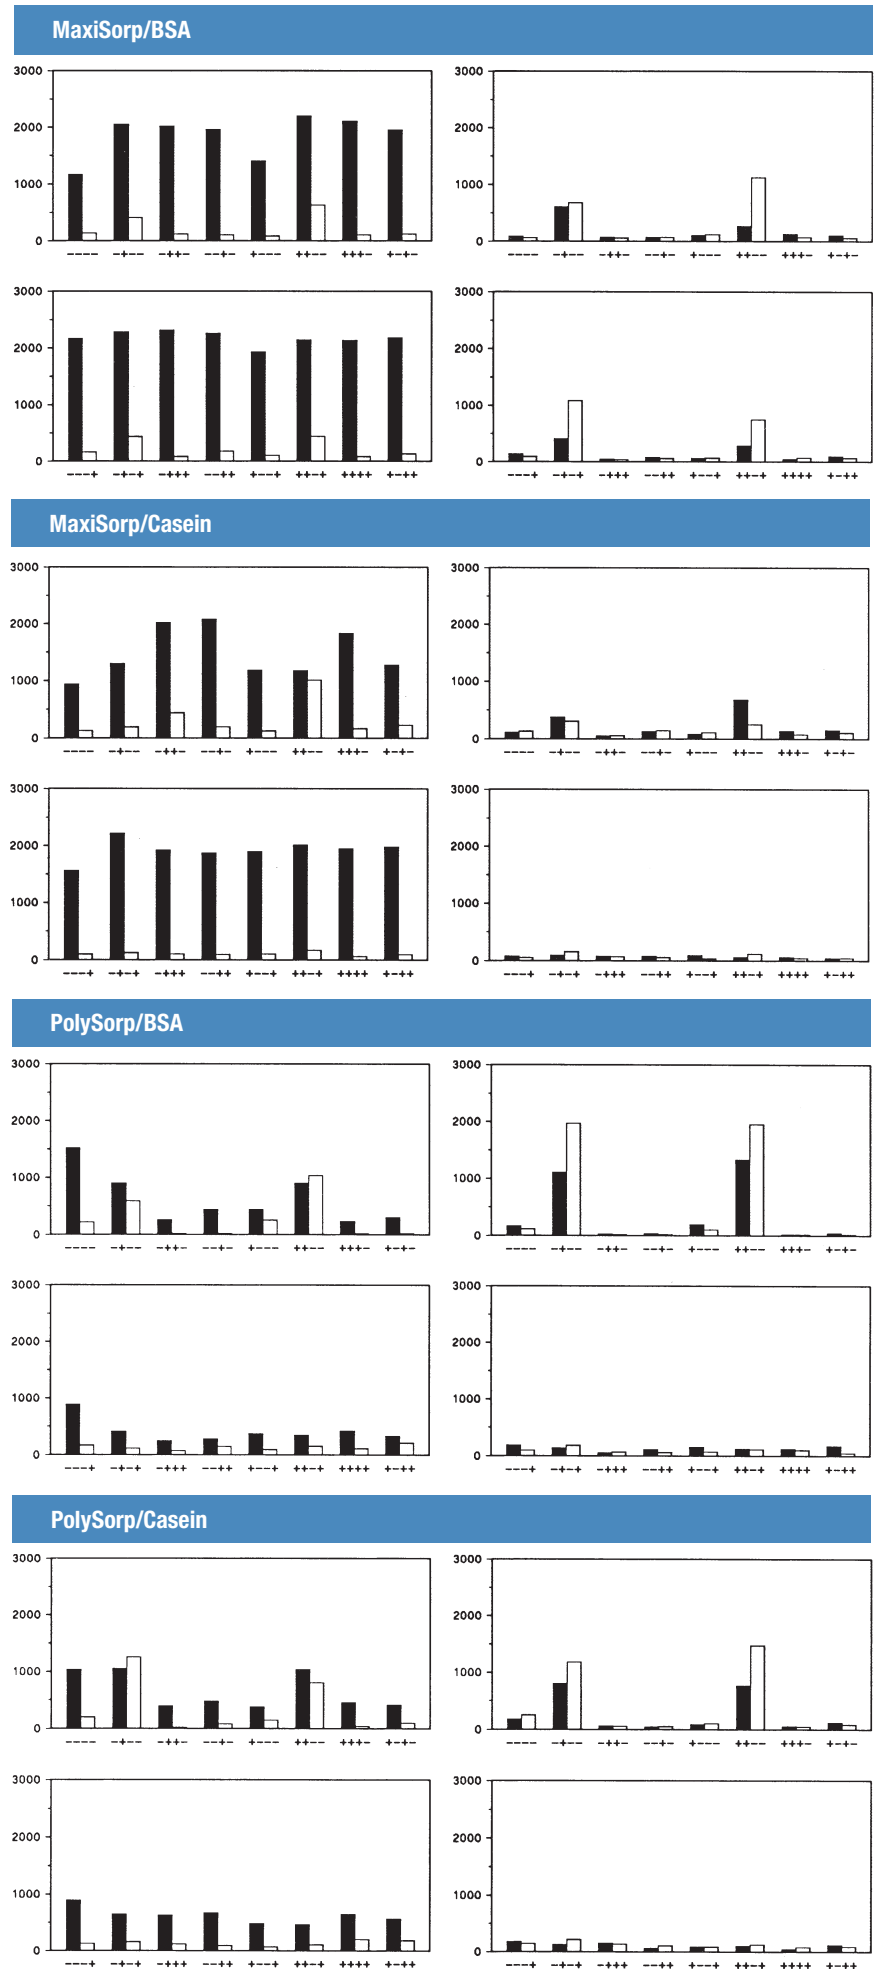 MaxiSorp/BSA
3000 3000
2000 2000
1000 1000
0 0
---- -+-- -++- --+- +--- ++-- +++- +-+- ---- -+-- -++- --+- +--- ++-- +++- +-+-
3000 3000
2000 2000
1000 1000
0 0
---+ -+-+ -+++ --++ +--+ ++-+ ++++ +-++ ---+ -+-+ -+++ --++ +--+ ++-+ ++++ +-++
MaxiSorp/Casein
3000 3000
2000 2000
1000 1000
0 0
---- -+-- -++- --+- +--- ++-- +++- +-+- ---- -+-- -++- --+- +--- ++-- +++- +-+-
3000 3000
2000 2000
1000 1000
0 0
---+ -+-+ -+++ --++ +--+ ++-+ ++++ +-++ ---+ -+-+ -+++ --++ +--+ ++-+ ++++ +-++
PolySorp/BSA
3000 3000
2000 2000
1000 1000
0 0
---- -+-- -++- --+- +--- ++-- +++- +-+- ---- -+-- -++- --+- +--- ++-- +++- +-+-
3000 3000
2000 2000
1000 1000
0 0
---+ -+-+ -+++ --++ +--+ ++-+ ++++ +-++ ---+ -+-+ -+++ --++ +--+ ++-+ ++++ +-++
PolySorp/Casein
3000 3000
2000 2000
1000 1000
0 0
---- -+-- -++- --+- +--- ++-- +++- +-+- ---- -+-- -++- --+- +--- ++-- +++- +-+-
3000 3000
2000 2000
1000 1000
0 0
---+ -+-+ -+++ --++ +--+ ++-+ ++++ +-++ ---+ -+-+ -+++ --++ +--+ ++-+ ++++ +-++